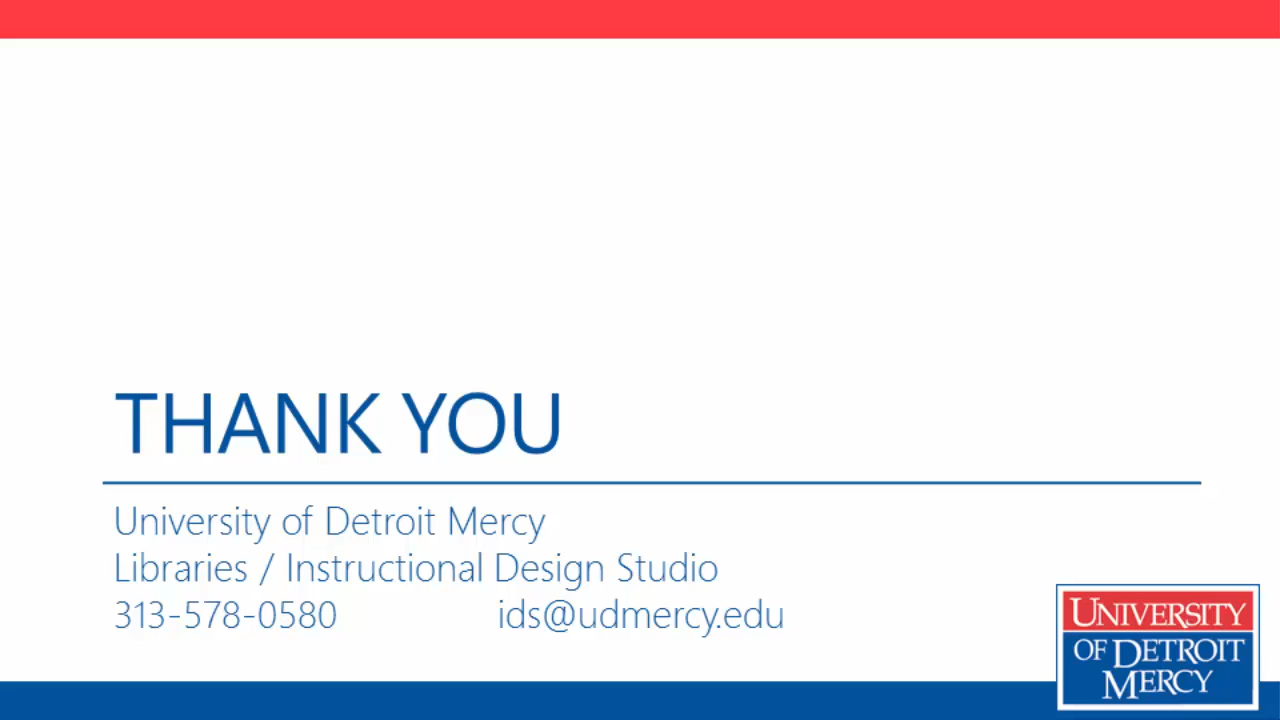 THANK YOU
University of Detroit Mercy
Libraries / Instructional Design Studio
313-578-0580 ids@udmercy.edu
UNIVERSITY
OF DETROIT
MERCY